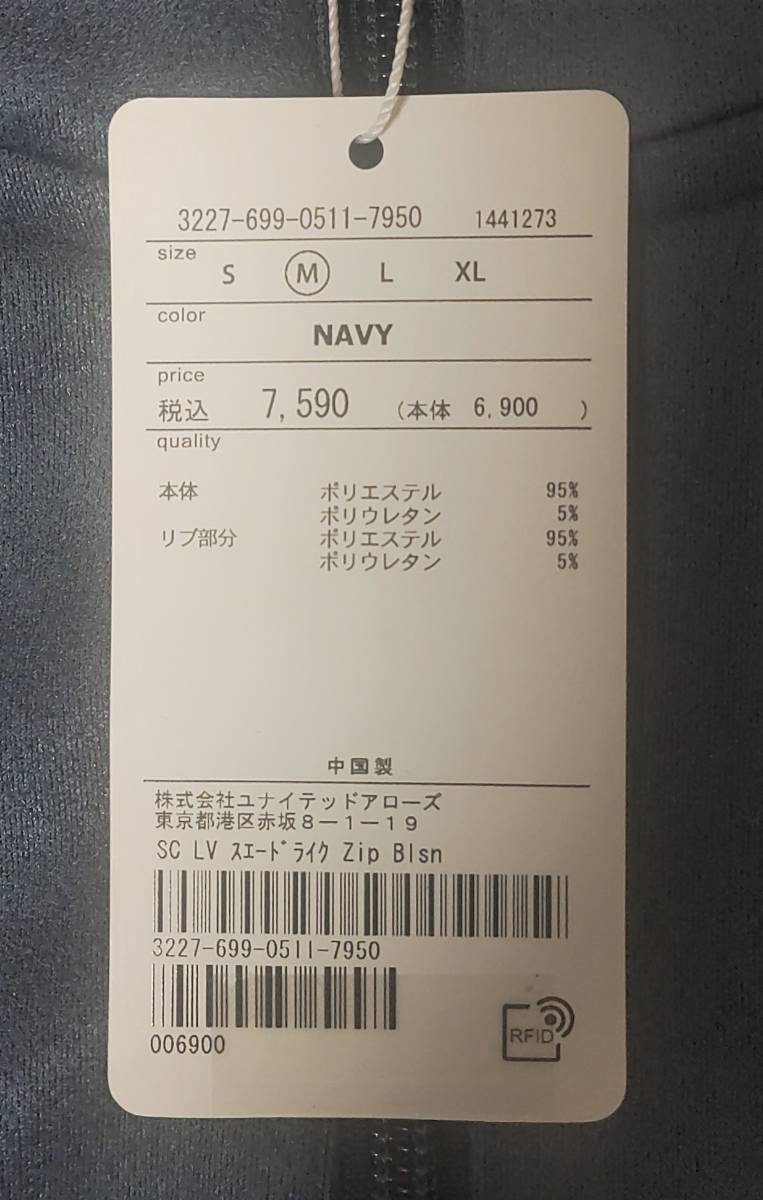 3227-699-0511-7950 1441273
size
S M L XL
color
NAVY
price
税込 7,590 (本体 6,900 )
quality
本体 ポリエステル 95%
ポリウレタン 5%
リブ部分 ポリエステル 95%
ポリウレタン 5%
中国製
株式会社ユナイテッドアローズ
東京都港区赤坂8－1－19
SC LV ｽｴｰﾄﾞﾗｲｸ Zip Blsn
3227-699-0511-7950
006900
RFID